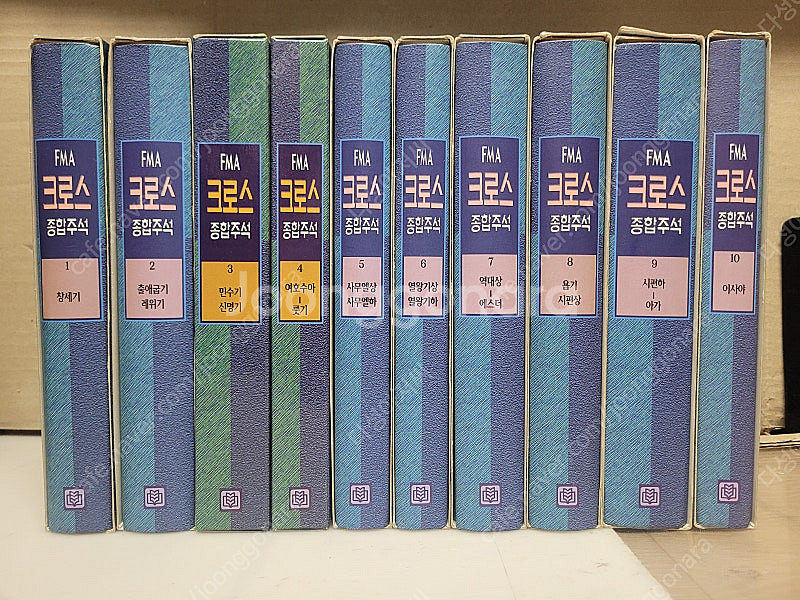 FMA
크로스
종합주석
1
창세기
FMA
크로스
종합주석
2
출애굽기
레위기
FMA
크로스
종합주석
3
민수기
신명기
FMA
크로스
종합주석
4
여호수아
|
룻기
FMA
크로스
종합주석
5
사무엘상
사무엘하
FMA
크로스
종합주석
6
열왕기상
열왕기하
FMA
크로스
종합주석
7
역대상
|
에스더
FMA
크로스
종합주석
8
욥기
시편상
FMA
크로스
종합주석
9
시편하
|
아가
FMA
크로스
종합주석
10
이사야
joonggonara
cafe.naver.com/joonggonara